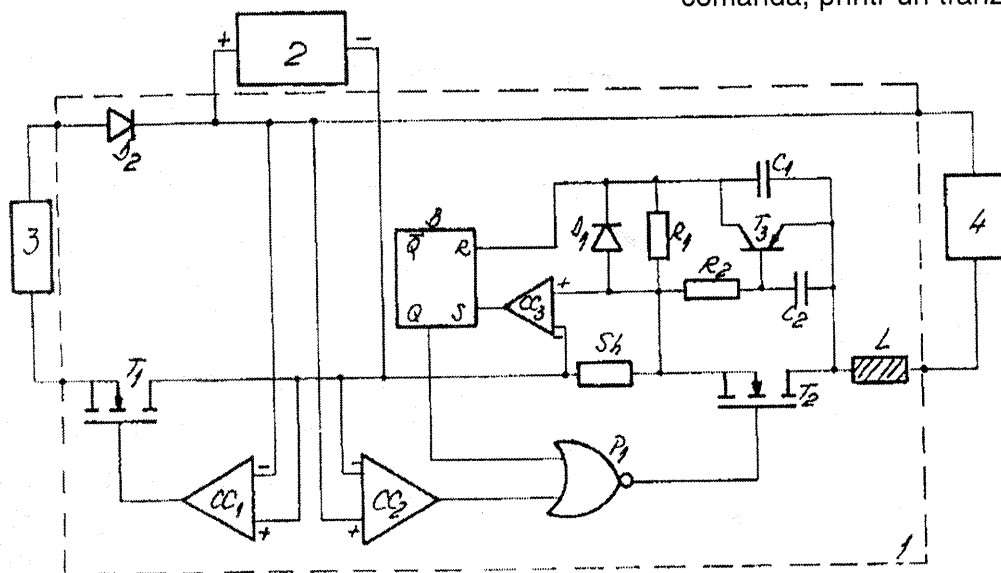 comanda, printr-un tranz
+ 2 -
D2
3
4
C1
B
Q̅ R
D1
R1
T3
R2
Q S
CC3
+
-
C2
Sh
L
T1
T2
P1
CC1
-
+
CC2
-
+
1